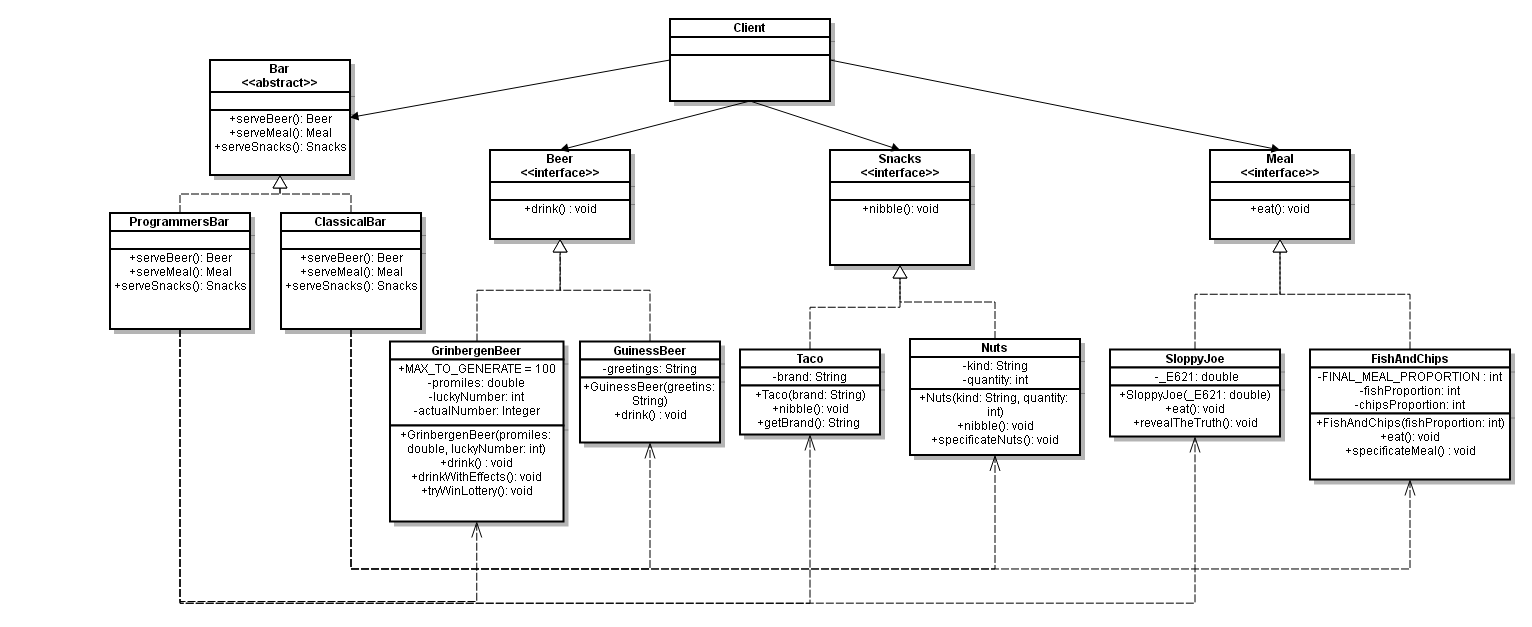 Client
Bar
<<abstract>>
+serveBeer(): Beer
+serveMeal(): Meal
+serveSnacks(): Snacks
Beer
<<interface>>
+drink() : void
Snacks
<<interface>>
+nibble(): void
Meal
<<interface>>
+eat(): void
ProgrammersBar
+serveBeer(): Beer
+serveMeal(): Meal
+serveSnacks(): Snacks
ClassicalBar
+serveBeer(): Beer
+serveMeal(): Meal
+serveSnacks(): Snacks
GrinbergenBeer
+MAX_TO_GENERATE = 100
-promiles: double
-luckyNumber: int
-actualNumber: Integer
+GrinbergenBeer(promiles:
double, luckyNumber: int)
+drink() : void
+drinkWithEffects(): void
+tryWinLottery(): void
GuinessBeer
-greetings: String
+GuinessBeer(greetins:
String)
+drink() : void
Taco
-brand: String
+Taco(brand: String)
+nibble(): void
+getBrand(): String
Nuts
-kind: String
-quantity: int
+Nuts(kind: String, quantity:
int)
+nibble(): void
+specificateNuts(): void
SloppyJoe
-_E621: double
+SloppyJoe(_E621: double)
+eat(): void
+revealTheTruth(): void
FishAndChips
-FINAL_MEAL_PROPORTION : int
-fishProportion: int
-chipsProportion: int
+FishAndChips(fishProportion: int)
+eat(): void
+specificateMeal() : void